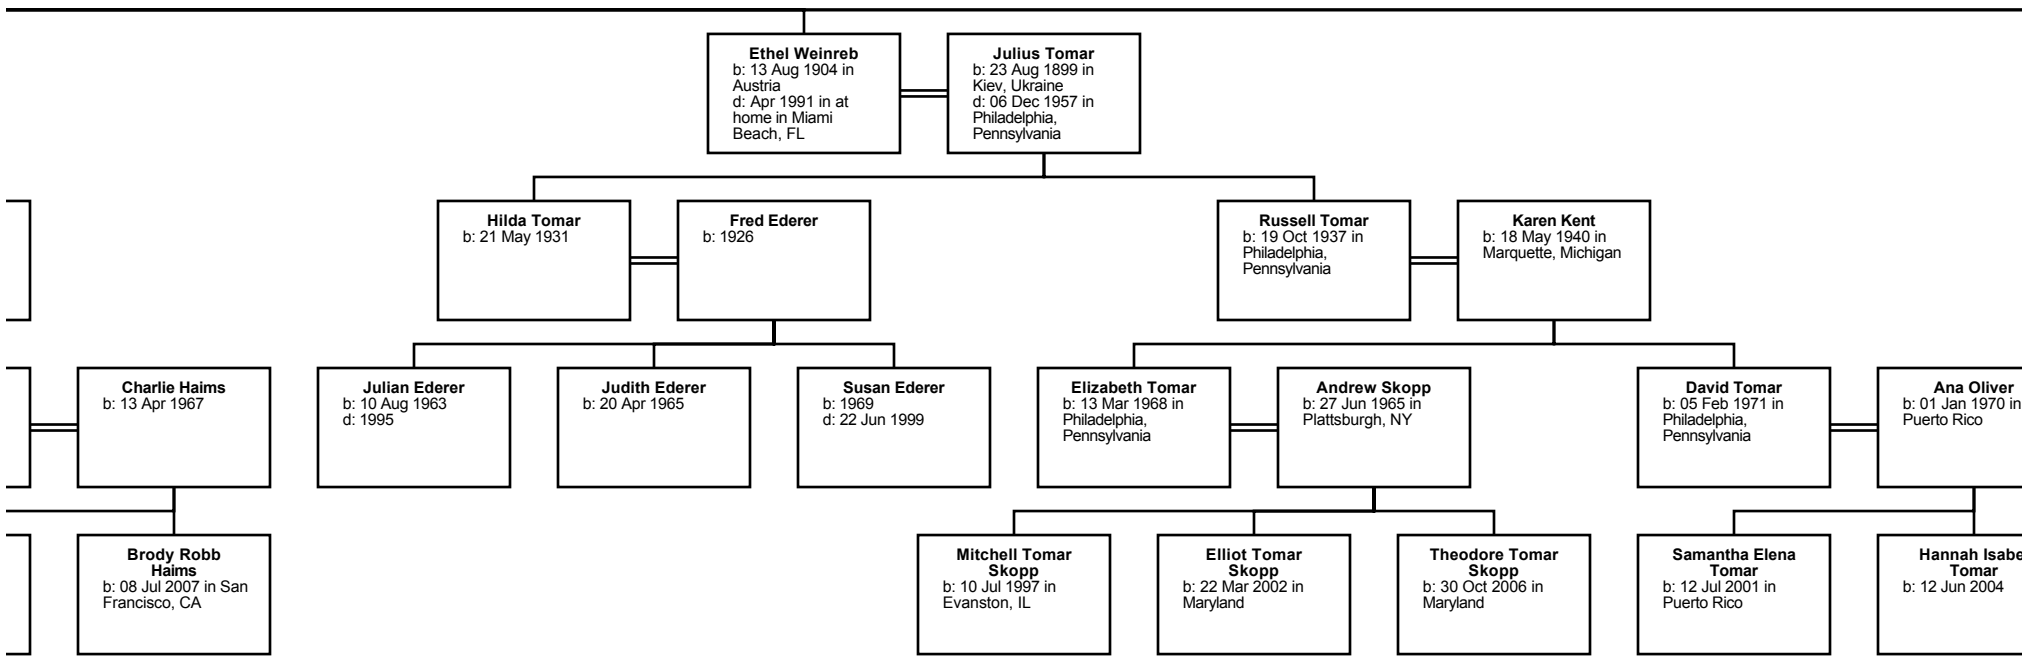 Ethel Weinreb
b: 13 Aug 1904 in
Austria
d: Apr 1991 in at
home in Miami
Beach, FL
Julius Tomar
b: 23 Aug 1899 in
Kiev, Ukraine
d: 06 Dec 1957 in
Philadelphia,
Pennsylvania
Hilda Tomar
b: 21 May 1931
Fred Ederer
b: 1926
Russell Tomar
b: 19 Oct 1937 in
Philadelphia,
Pennsylvania
Karen Kent
b: 18 May 1940 in
Marquette, Michigan
Charlie Haims
b: 13 Apr 1967
Julian Ederer
b: 10 Aug 1963
d: 1995
Judith Ederer
b: 20 Apr 1965
Susan Ederer
b: 1969
d: 22 Jun 1999
Elizabeth Tomar
b: 13 Mar 1968 in
Philadelphia,
Pennsylvania
Andrew Skopp
b: 27 Jun 1965 in
Plattsburgh, NY
David Tomar
b: 05 Feb 1971 in
Philadelphia,
Pennsylvania
Ana Oliver
b: 01 Jan 1970 in
Puerto Rico
Brody Robb
Haims
b: 08 Jul 2007 in San
Francisco, CA
Mitchell Tomar
Skopp
b: 10 Jul 1997 in
Evanston, IL
Elliot Tomar
Skopp
b: 22 Mar 2002 in
Maryland
Theodore Tomar
Skopp
b: 30 Oct 2006 in
Maryland
Samantha Elena
Tomar
b: 12 Jul 2001 in
Puerto Rico
Hannah Isabe
Tomar
b: 12 Jun 2004